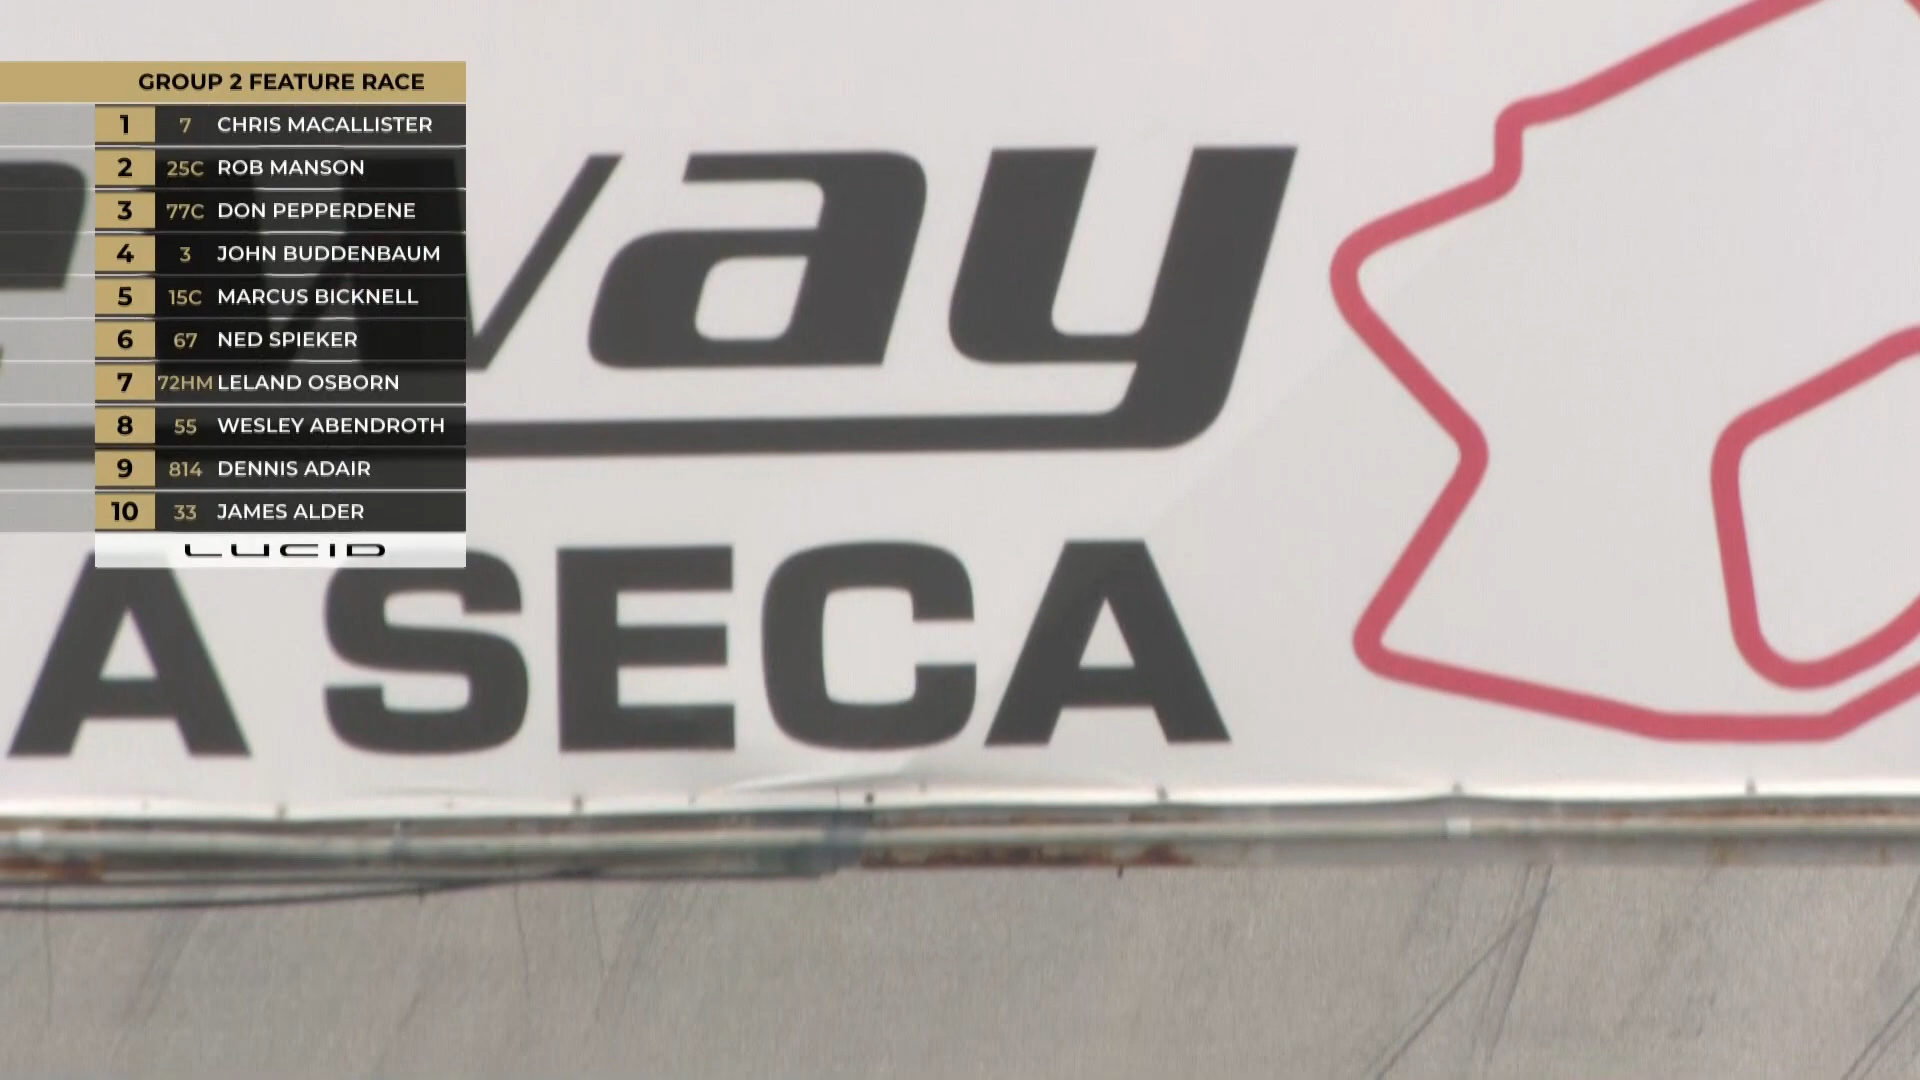 GROUP 2 FEATURE RACE
1 7 CHRIS MACALLISTER
2 25C ROB MANSON
3 77C DON PEPPERDENE
4 3 JOHN BUDDENBAUM
5 15C MARCUS BICKNELL
6 67 NED SPIEKER
7 72HM LELAND OSBORN
8 55 WESLEY ABENDROTH
9 814 DENNIS ADAIR
10 33 JAMES ALDER
LUCID
way
A SECA